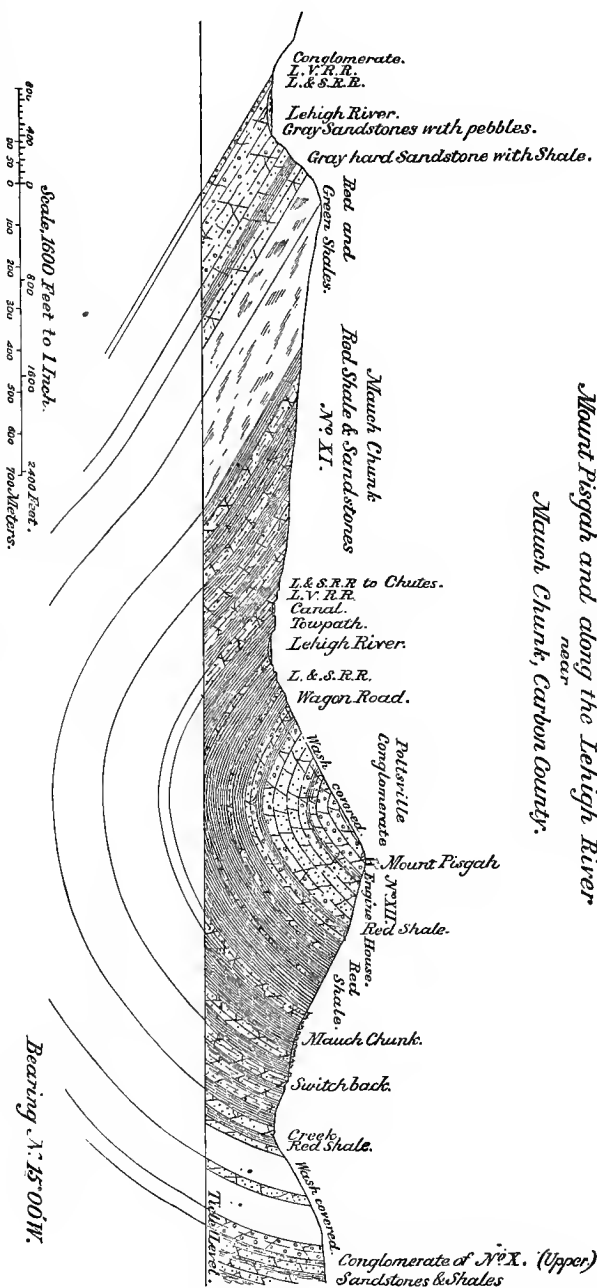 Mount Pisgah and along the Lehigh River
near
Mauch Chunk, Carbon County.
Conglomerate.
L.V.R.R.
L.&S.R.R.
Lehigh River.
Gray Sandstones with pebbles.
Gray hard Sandstone with Shale.
Red and
Green Shales.
Mauch Chunk
Red Shale & Sandstones
No XI.
L.&S.R.R to Chutes.
L.V.RR.
Canal.
Towpath.
Lehigh River.
L.&.S.R.R.
Wagon Road.
Wash covered
Pottsville
Conglomerate
No XII.
Mount Pisgah
Engine House.
Red Shale.
Red
Shale.
Mauch Chunk.
Switchback.
Creek
Red Shale.
Wash covered.
Conglomerate of No X. (Upper)
Sandstones & Shales
Tide Level.
Bearing N. 15°00'W.
Scale, 1600 Feet to 1 Inch.
800 400 0 800 1600 2400 Feet.
50 0 100 200 300 400 500 600 700 Meters.